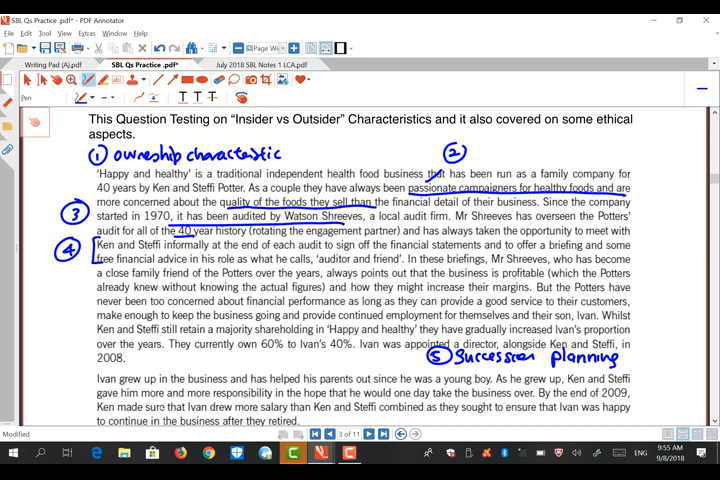 SBL Qs Practice.pdf* - PDF Annotator
File Edit Tool Extras Window Help
Page Wi
Writing Pad (A).pdf
SBL Qs Practice .pdf*
July 2018 SBL Notes 1 LCA.pdf
Pen
This Question Testing on “Insider vs Outsider” Characteristics and it also covered on some ethical
aspects.
① ownership characteristic
②
'Happy and healthy' is a traditional independent health food business that has been run as a family company for
40 years by Ken and Steffi Potter. As a couple they have always been passionate campaigners for healthy foods and are
more concerned about the quality of the foods they sell than the financial detail of their business. Since the company
③ started in 1970, it has been audited by Watson Shreeves, a local audit firm. Mr Shreeves has overseen the Potters'
audit for all of the 40 year history (rotating the engagement partner) and has always taken the opportunity to meet with
④ Ken and Steffi informally at the end of each audit to sign off the financial statements and to offer a briefing and some
free financial advice in his role as what he calls, 'auditor and friend'. In these briefings, Mr Shreeves, who has become
a close family friend of the Potters over the years, always points out that the business is profitable (which the Potters
already knew without knowing the actual figures) and how they might increase their margins. But the Potters have
never been too concerned about financial performance as long as they can provide a good service to their customers,
make enough to keep the business going and provide continued employment for themselves and their son, Ivan. Whilst
Ken and Steffi still retain a majority shareholding in 'Happy and healthy' they have gradually increased Ivan's proportion
over the years. They currently own 60% to Ivan's 40%. Ivan was appointed a director, alongside Ken and Steffi, in
2008.
⑤ Succession planning
Ivan grew up in the business and has helped his parents out since he was a young boy. As he grew up, Ken and Steffi
gave him more and more responsibility in the hope that he would one day take the business over. By the end of 2009,
Ken made sure that Ivan drew more salary than Ken and Steffi combined as they sought to ensure that Ivan was happy
to continue in the business after they retired.
Modified
3 of 11
ENG
9:55 AM
9/8/2018